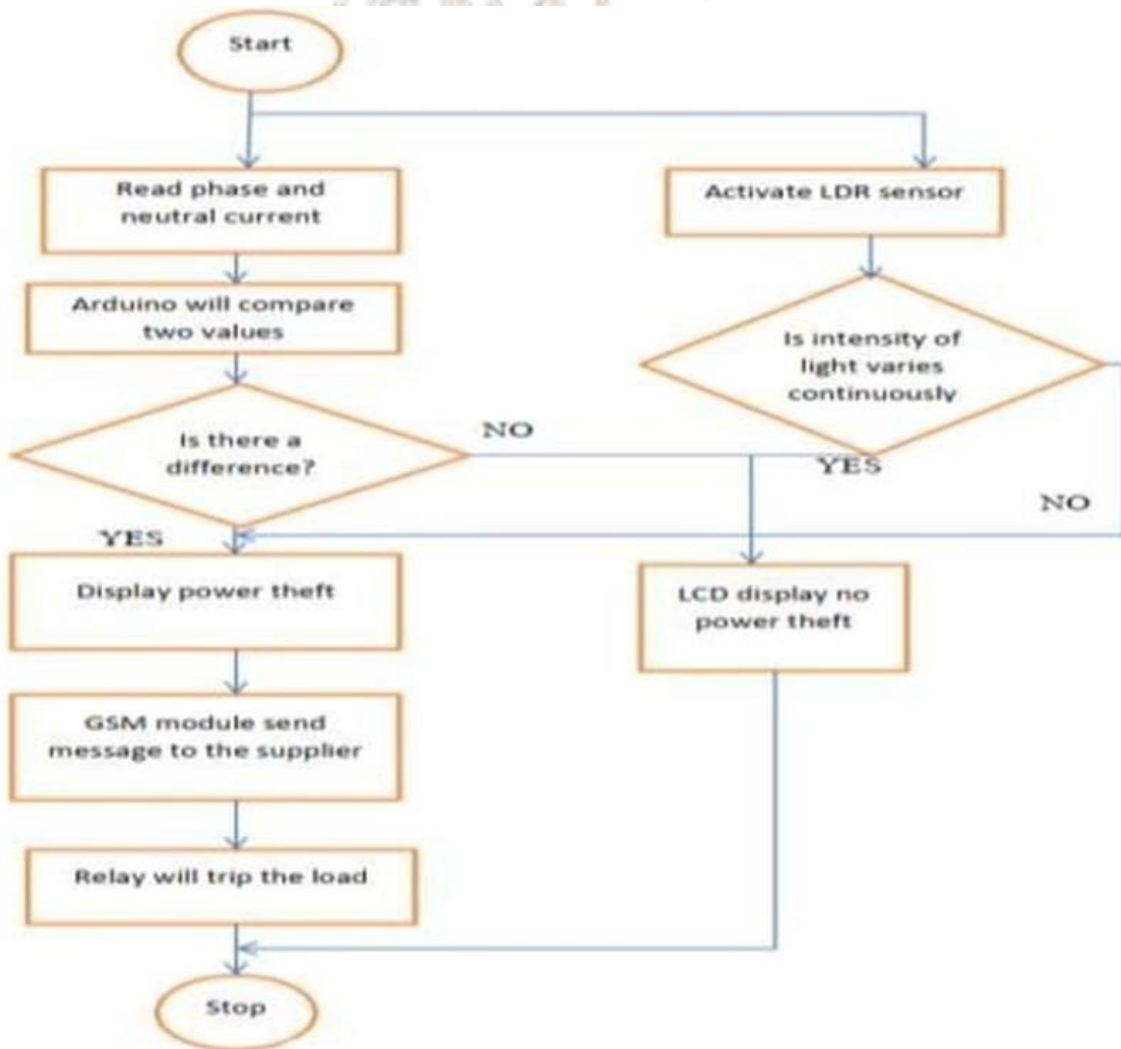 Start
Read phase and
neutral current
Activate LDR sensor
Arduino will compare
two values
Is intensity of
light varies
continuously
Is there a
difference?
NO
YES
NO
YES
Display power theft
LCD display no
power theft
GSM module send
message to the supplier
Relay will trip the load
Stop